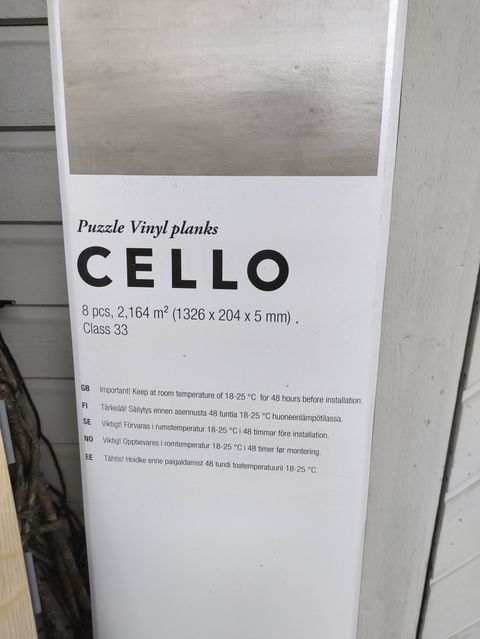 Puzzle Vinyl planks
CELLO
8 pcs, 2,164 m² (1326 x 204 x 5 mm) .
Class 33
GB Important! Keep at room temperature of 18-25 °C for 48 hours before installation.
FI Tärkeää! Säilytys ennen asennusta 48 tuntia 18-25 °C huoneenlämpötilassa.
SE Viktigt! Förvaras i rumstemperatur 18-25 °C i 48 timmar före installation.
NO Viktig! Oppbevares i romtemperatur 18-25 °C i 48 timer før montering.
EE Tähtis! Hoidke enne paigaldamist 48 tundi toatemperatuuril 18-25 °C.